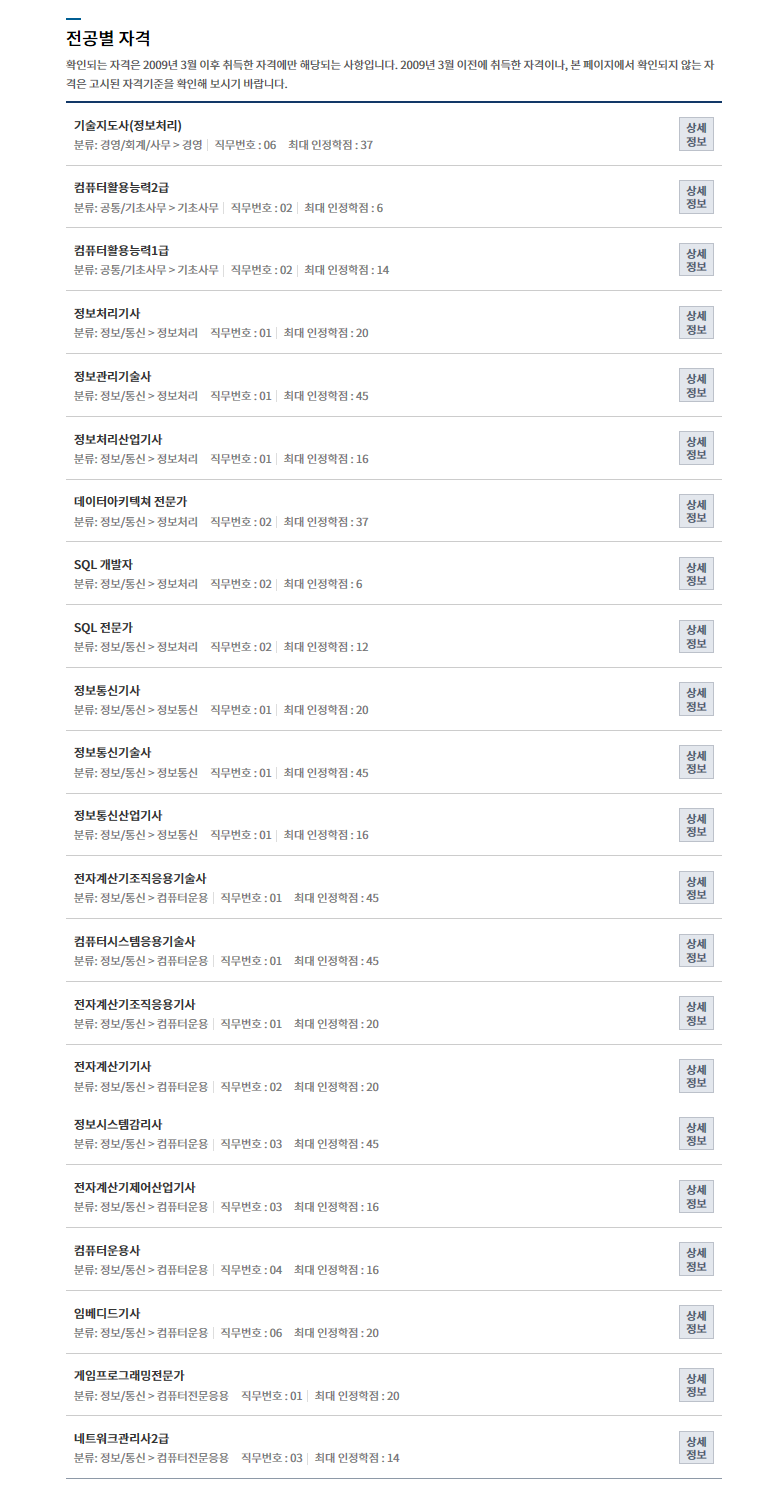 전공별 자격
확인되는 자격은 2009년 3월 이후 취득한 자격에만 해당되는 사항입니다. 2009년 3월 이전에 취득한 자격이나, 본 페이지에서 확인되지 않는 자
격은 고시된 자격기준을 확인해 보시기 바랍니다.
기술지도사(정보처리)
분류: 경영/회계/사무 > 경영 직무번호 : 06 최대 인정학점 : 37
상세
정보
컴퓨터활용능력2급
분류: 공통/기초사무 > 기초사무 직무번호 : 02 최대 인정학점 : 6
상세
정보
컴퓨터활용능력1급
분류: 공통/기초사무 > 기초사무 직무번호 : 02 최대 인정학점 : 14
상세
정보
정보처리기사
분류: 정보/통신 > 정보처리 직무번호 : 01 최대 인정학점 : 20
상세
정보
정보관리기술사
분류: 정보/통신 > 정보처리 직무번호 : 01 최대 인정학점 : 45
상세
정보
정보처리산업기사
분류: 정보/통신 > 정보처리 직무번호 : 01 최대 인정학점 : 16
상세
정보
데이터아키텍쳐 전문가
분류: 정보/통신 > 정보처리 직무번호 : 02 최대 인정학점 : 37
상세
정보
SQL 개발자
분류: 정보/통신 > 정보처리 직무번호 : 02 최대 인정학점 : 6
상세
정보
SQL 전문가
분류: 정보/통신 > 정보처리 직무번호 : 02 최대 인정학점 : 12
상세
정보
정보통신기사
분류: 정보/통신 > 정보통신 직무번호 : 01 최대 인정학점 : 20
상세
정보
정보통신기술사
분류: 정보/통신 > 정보통신 직무번호 : 01 최대 인정학점 : 45
상세
정보
정보통신산업기사
분류: 정보/통신 > 정보통신 직무번호 : 01 최대 인정학점 : 16
상세
정보
전자계산기조직응용기술사
분류: 정보/통신 > 컴퓨터운용 직무번호 : 01 최대 인정학점 : 45
상세
정보
컴퓨터시스템응용기술사
분류: 정보/통신 > 컴퓨터운용 직무번호 : 01 최대 인정학점 : 45
상세
정보
전자계산기조직응용기사
분류: 정보/통신 > 컴퓨터운용 직무번호 : 01 최대 인정학점 : 20
상세
정보
전자계산기기사
분류: 정보/통신 > 컴퓨터운용 직무번호 : 02 최대 인정학점 : 20
상세
정보
정보시스템감리사
분류: 정보/통신 > 컴퓨터운용 직무번호 : 03 최대 인정학점 : 45
상세
정보
전자계산기제어산업기사
분류: 정보/통신 > 컴퓨터운용 직무번호 : 03 최대 인정학점 : 16
상세
정보
컴퓨터운용사
분류: 정보/통신 > 컴퓨터운용 직무번호 : 04 최대 인정학점 : 16
상세
정보
임베디드기사
분류: 정보/통신 > 컴퓨터운용 직무번호 : 06 최대 인정학점 : 20
상세
정보
게임프로그래밍전문가
분류: 정보/통신 > 컴퓨터전문응용 직무번호 : 01 최대 인정학점 : 20
상세
정보
네트워크관리사2급
분류: 정보/통신 > 컴퓨터전문응용 직무번호 : 03 최대 인정학점 : 14
상세
정보